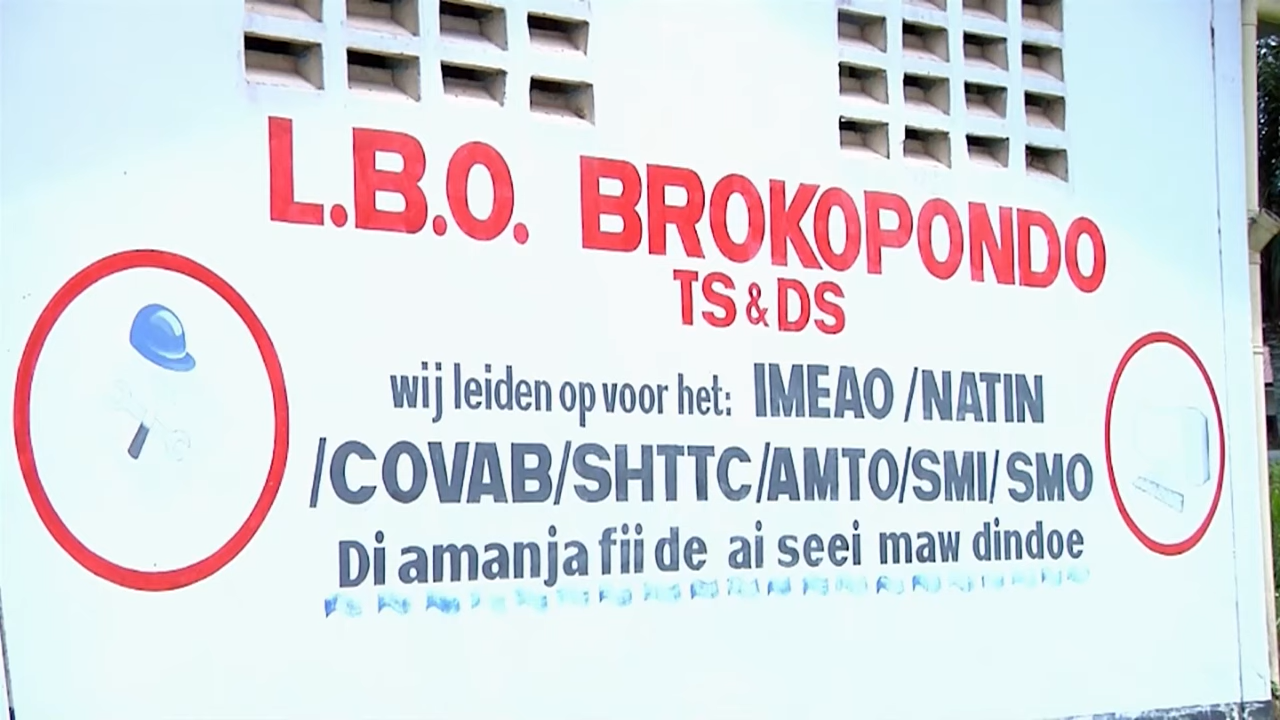 L.B.O. BROKOPONDO
TS & DS
wij leiden op voor het: IMEAO /NATIN
/COVAB/SHTTC/AMTO/SMI/ SMO
Di amanja fii de ai seei maw dindoe